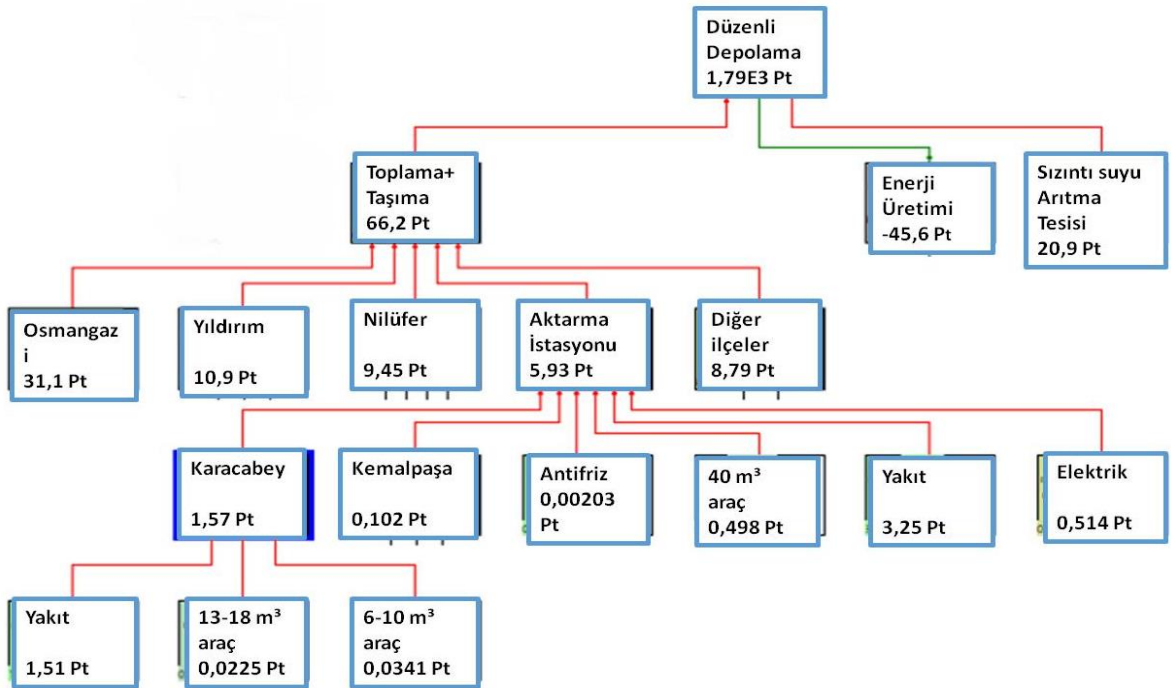 Düzenli
Depolama
1,79E3 Pt
Toplama+
Taşıma
66,2 Pt
Enerji
Üretimi
-45,6 Pt
Sızıntı suyu
Arıtma
Tesisi
20,9 Pt
Osmangaz
i
31,1 Pt
Yıldırım
10,9 Pt
Nilüfer
9,45 Pt
Aktarma
İstasyonu
5,93 Pt
Diğer
ilçeler
8,79 Pt
Karacabey
1,57 Pt
Kemalpaşa
0,102 Pt
Antifriz
0,00203
Pt
40 m³
araç
0,498 Pt
Yakıt
3,25 Pt
Elektrik
0,514 Pt
Yakıt
1,51 Pt
13-18 m³
araç
0,0225 Pt
6-10 m³
araç
0,0341 Pt